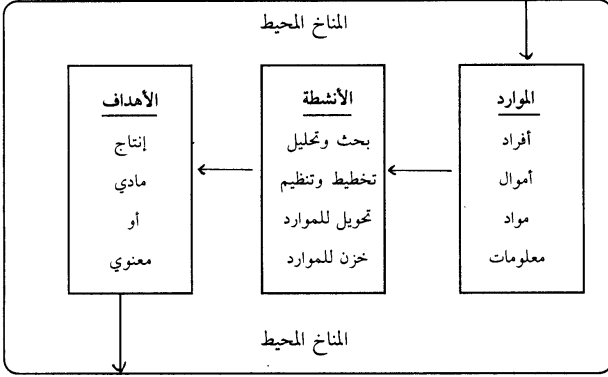 المناخ المحيط
الموارد
أفراد
أموال
مواد
معلومات
الأنشطة
بحث وتحليل
تخطيط وتنظيم
تحويل للموارد
خزن للموارد
الأهداف
إنتاج
مادي
أو
معنوي
المناخ المحيط